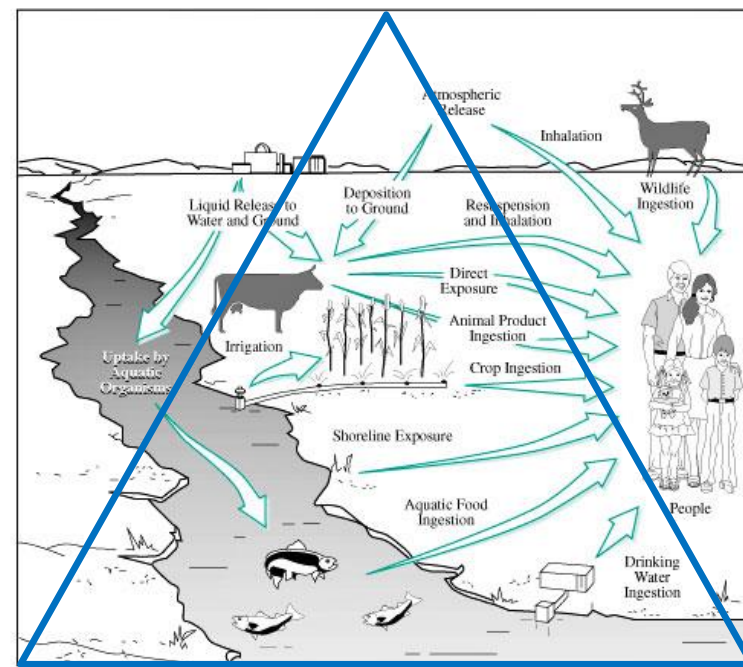 Atmospheric
Release
Inhalation
Wildlife
Ingestion
Liquid Release to
Water and Ground
Deposition
to Ground
Resuspension
and Inhalation
Direct
Exposure
Animal Product
Ingestion
Irrigation
Uptake by
Aquatic
Organisms
Crop Ingestion
Shoreline Exposure
Aquatic Food
Ingestion
People
Drinking
Water
Ingestion